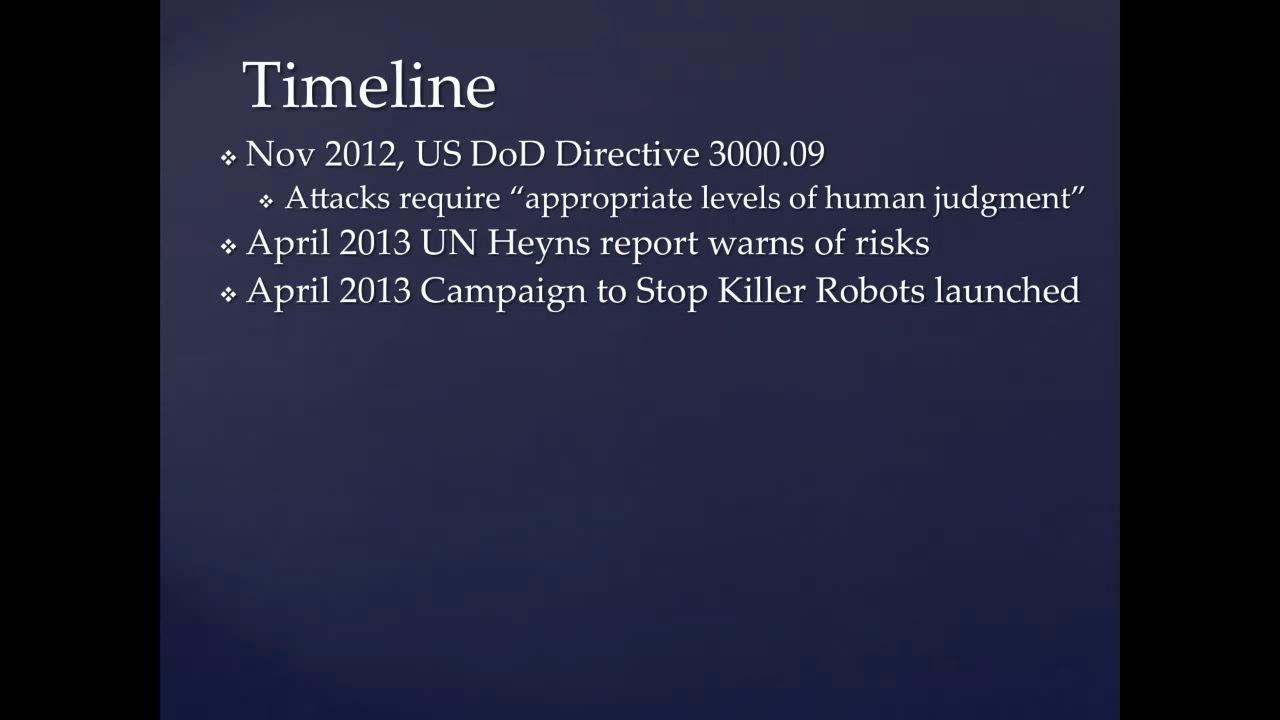 Timeline
Nov 2012, US DoD Directive 3000.09
Attacks require “appropriate levels of human judgment”
April 2013 UN Heyns report warns of risks
April 2013 Campaign to Stop Killer Robots launched